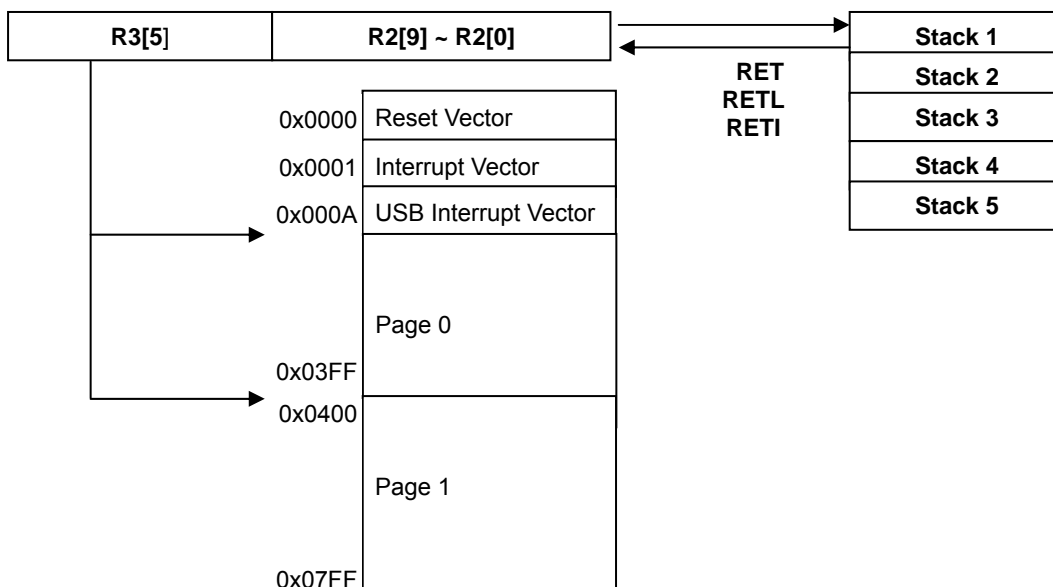 R3[5] R2[9] ~ R2[0]
Stack 1
Stack 2
Stack 3
Stack 4
Stack 5
RET
RETL
RETI
0x0000 Reset Vector
0x0001 Interrupt Vector
0x000A USB Interrupt Vector
Page 0
0x03FF
0x0400
Page 1
0x07FF